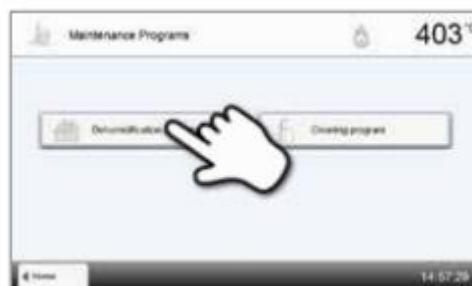 Maintenance Programs
403 °C
Dehumidification
Cleaning program
Home
14:57:29